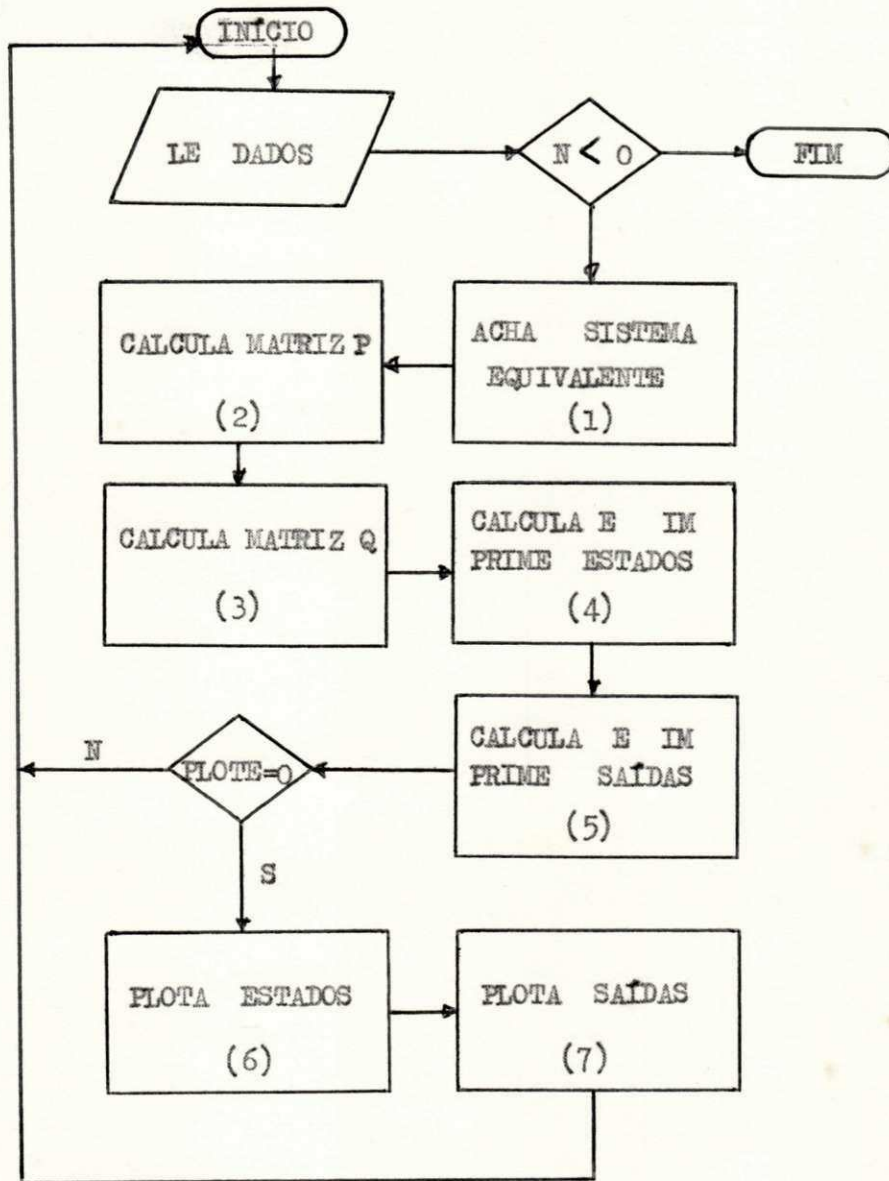 INÍCIO
LE DADOS
N < 0
FIM
ACHA SISTEMA
EQUIVALENTE
(1)
CALCULA MATRIZ P
(2)
CALCULA MATRIZ Q
(3)
CALCULA E IM
PRIME ESTADOS
(4)
CALCULA E IM
PRIME SAÍDAS
(5)
PLOTE=0
N
S
PLOTA ESTADOS
(6)
PLOTA SAÍDAS
(7)